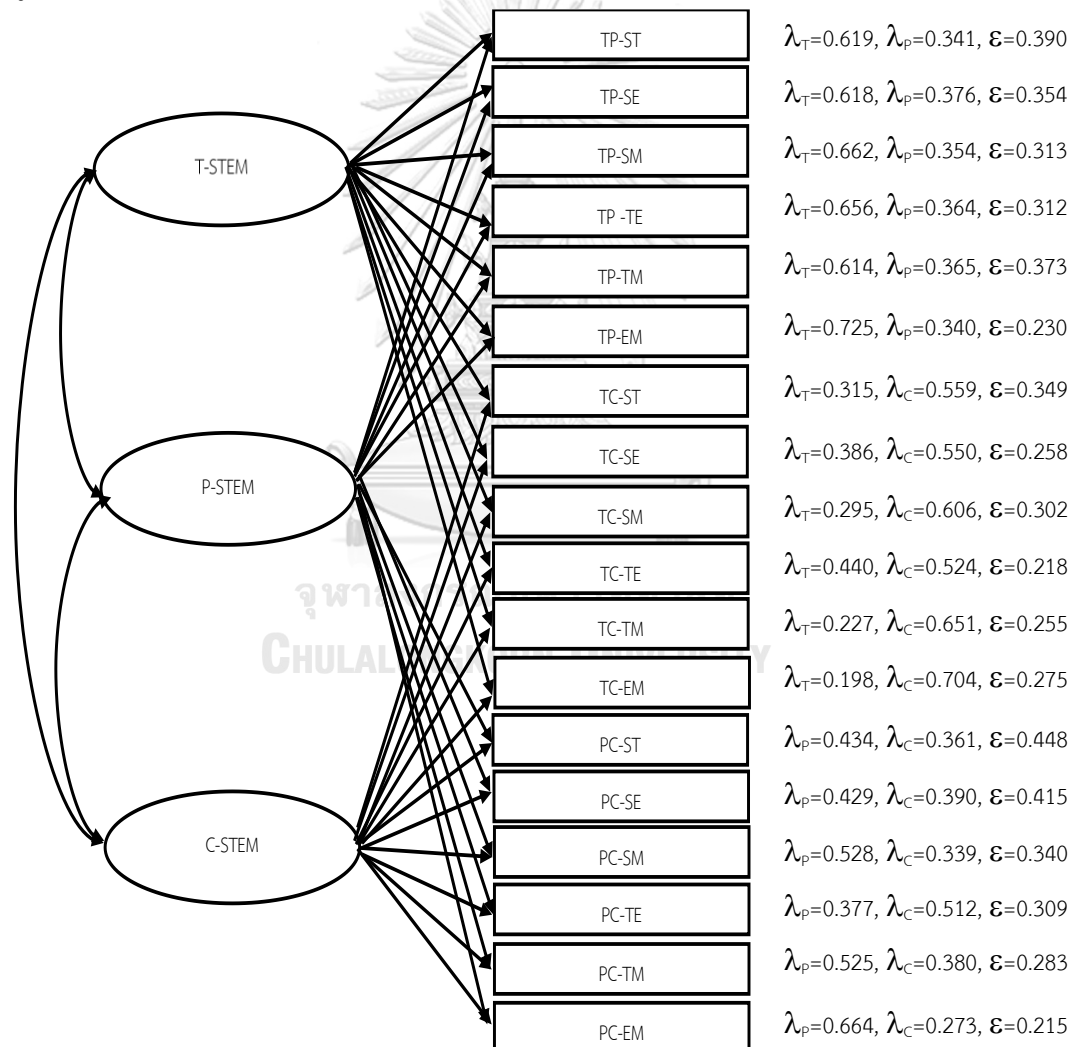 TP-ST λT=0.619, λP=0.341, ε=0.390
TP-SE λT=0.618, λP=0.376, ε=0.354
T-STEM
TP-SM λT=0.662, λP=0.354, ε=0.313
TP -TE λT=0.656, λP=0.364, ε=0.312
TP-TM λT=0.614, λP=0.365, ε=0.373
TP-EM λT=0.725, λP=0.340, ε=0.230
TC-ST λT=0.315, λC=0.559, ε=0.349
TC-SE λT=0.386, λC=0.550, ε=0.258
P-STEM
TC-SM λT=0.295, λC=0.606, ε=0.302
TC-TE λT=0.440, λC=0.524, ε=0.218
TC-TM λT=0.227, λC=0.651, ε=0.255
TC-EM λT=0.198, λC=0.704, ε=0.275
PC-ST λP=0.434, λC=0.361, ε=0.448
PC-SE λP=0.429, λC=0.390, ε=0.415
C-STEM
PC-SM λP=0.528, λC=0.339, ε=0.340
PC-TE λP=0.377, λC=0.512, ε=0.309
PC-TM λP=0.525, λC=0.380, ε=0.283
PC-EM λP=0.664, λC=0.273, ε=0.215